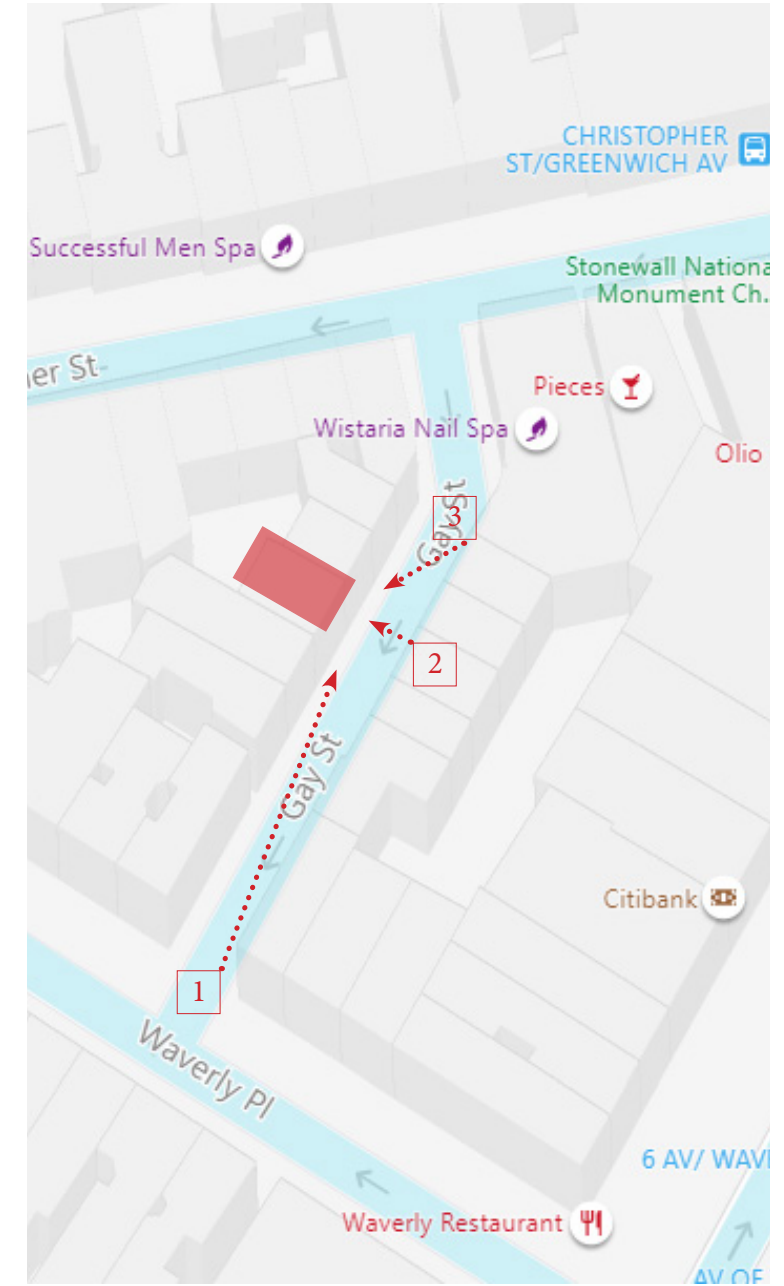 CHRISTOPHER
ST/GREENWICH AV
Successful Men Spa
Stonewall Nationa
Monument Ch.
er St
Pieces
Wistaria Nail Spa
Olio
Gay St
3
2
Gay St
Citibank
1
Waverly Pl
6 AV/ WAV
Waverly Restaurant
AV OF